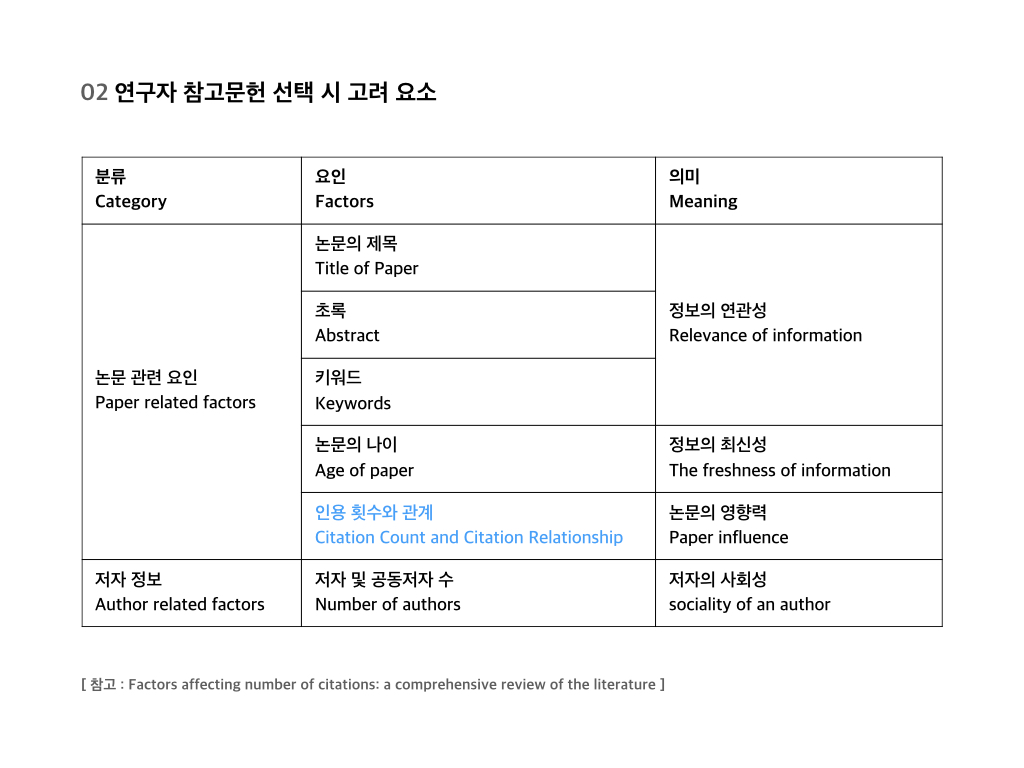 02 연구자 참고문헌 선택 시 고려 요소
분류
Category
요인
Factors
의미
Meaning
논문 관련 요인
Paper related factors
논문의 제목
Title of Paper
초록
Abstract
키워드
Keywords
정보의 연관성
Relevance of information
논문의 나이
Age of paper
정보의 최신성
The freshness of information
인용 횟수와 관계
Citation Count and Citation Relationship
논문의 영향력
Paper influence
저자 정보
Author related factors
저자 및 공동저자 수
Number of authors
저자의 사회성
sociality of an author
[ 참고 : Factors affecting number of citations: a comprehensive review of the literature ]